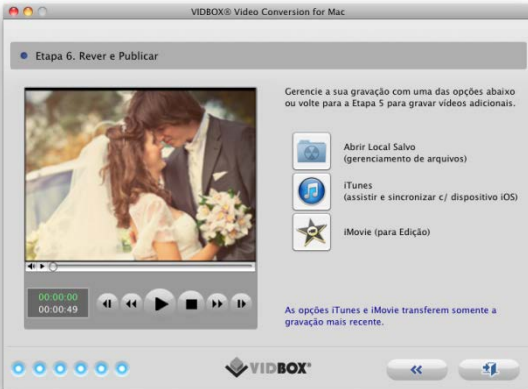 VIDBOX® Video Conversion for Mac
Etapa 6. Rever e Publicar
Gerencie a sua gravação com uma das opções abaixo
ou volte para a Etapa 5 para gravar vídeos adicionais.
Abrir Local Salvo
(gerenciamento de arquivos)
iTunes
(assistir e sincronizar c/ dispositivo iOS)
iMovie (para Edição)
00:00:00
00:00:49
As opções iTunes e iMovie transferem somente a
gravação mais recente.
VIDBOX®